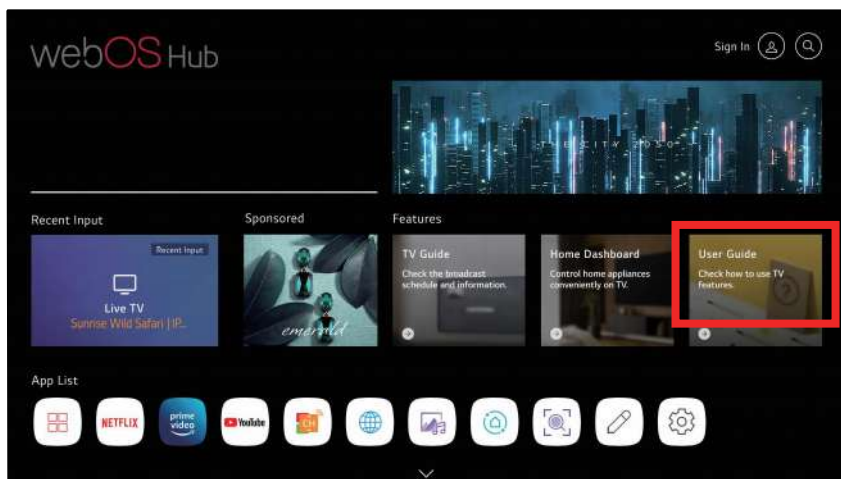 webOS Hub
Sign In
THE CITY 2050
Recent Input
Sponsored
Features
Recent Input
Live TV
Sunrise Wild Safari | IP...
emerald
TV Guide
Check the broadcast
schedule and information.
Home Dashboard
Control home appliances
conveniently on TV.
User Guide
Check how to use TV
features.
App List
NETFLIX
prime
video
YouTube
CH